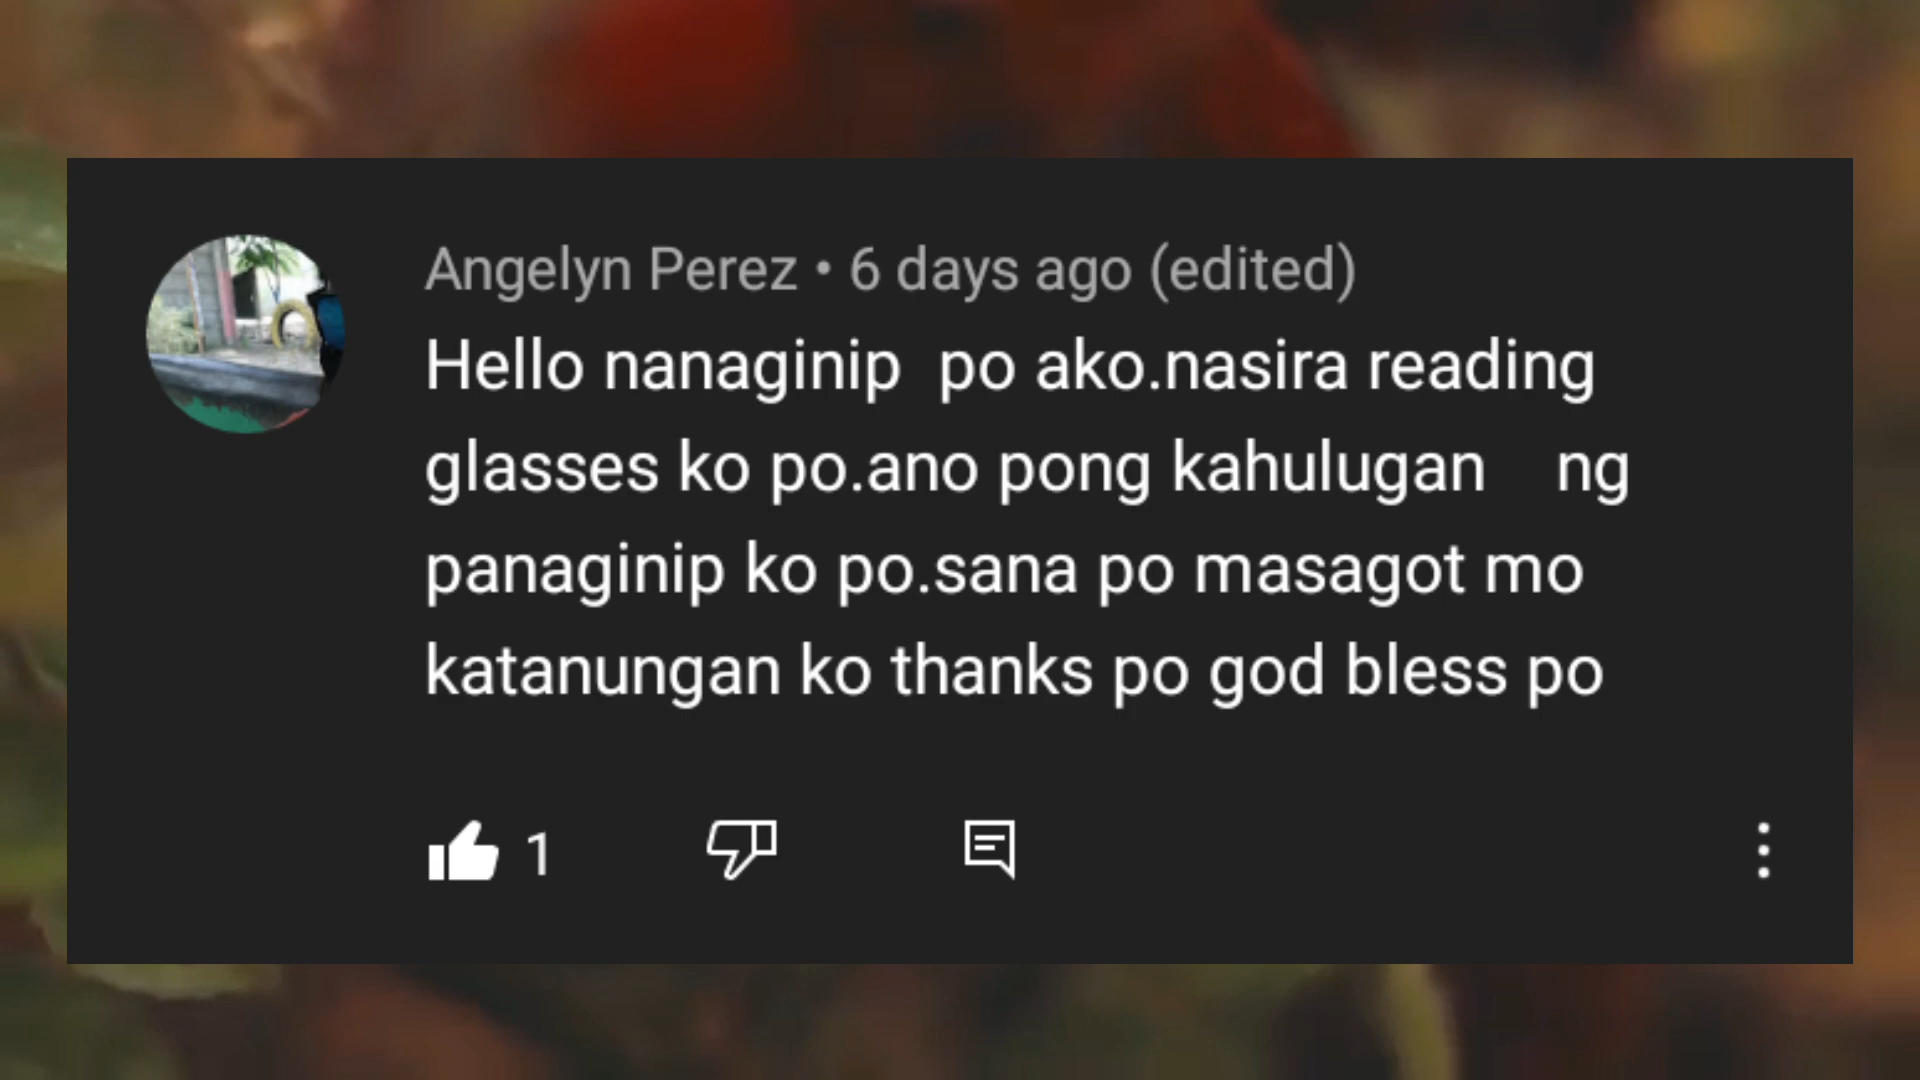 Angelyn Perez • 6 days ago (edited)
Hello nanaginip  po ako.nasira reading
glasses ko po.ano pong kahulugan    ng
panaginip ko po.sana po masagot mo
katanungan ko thanks po god bless po
1